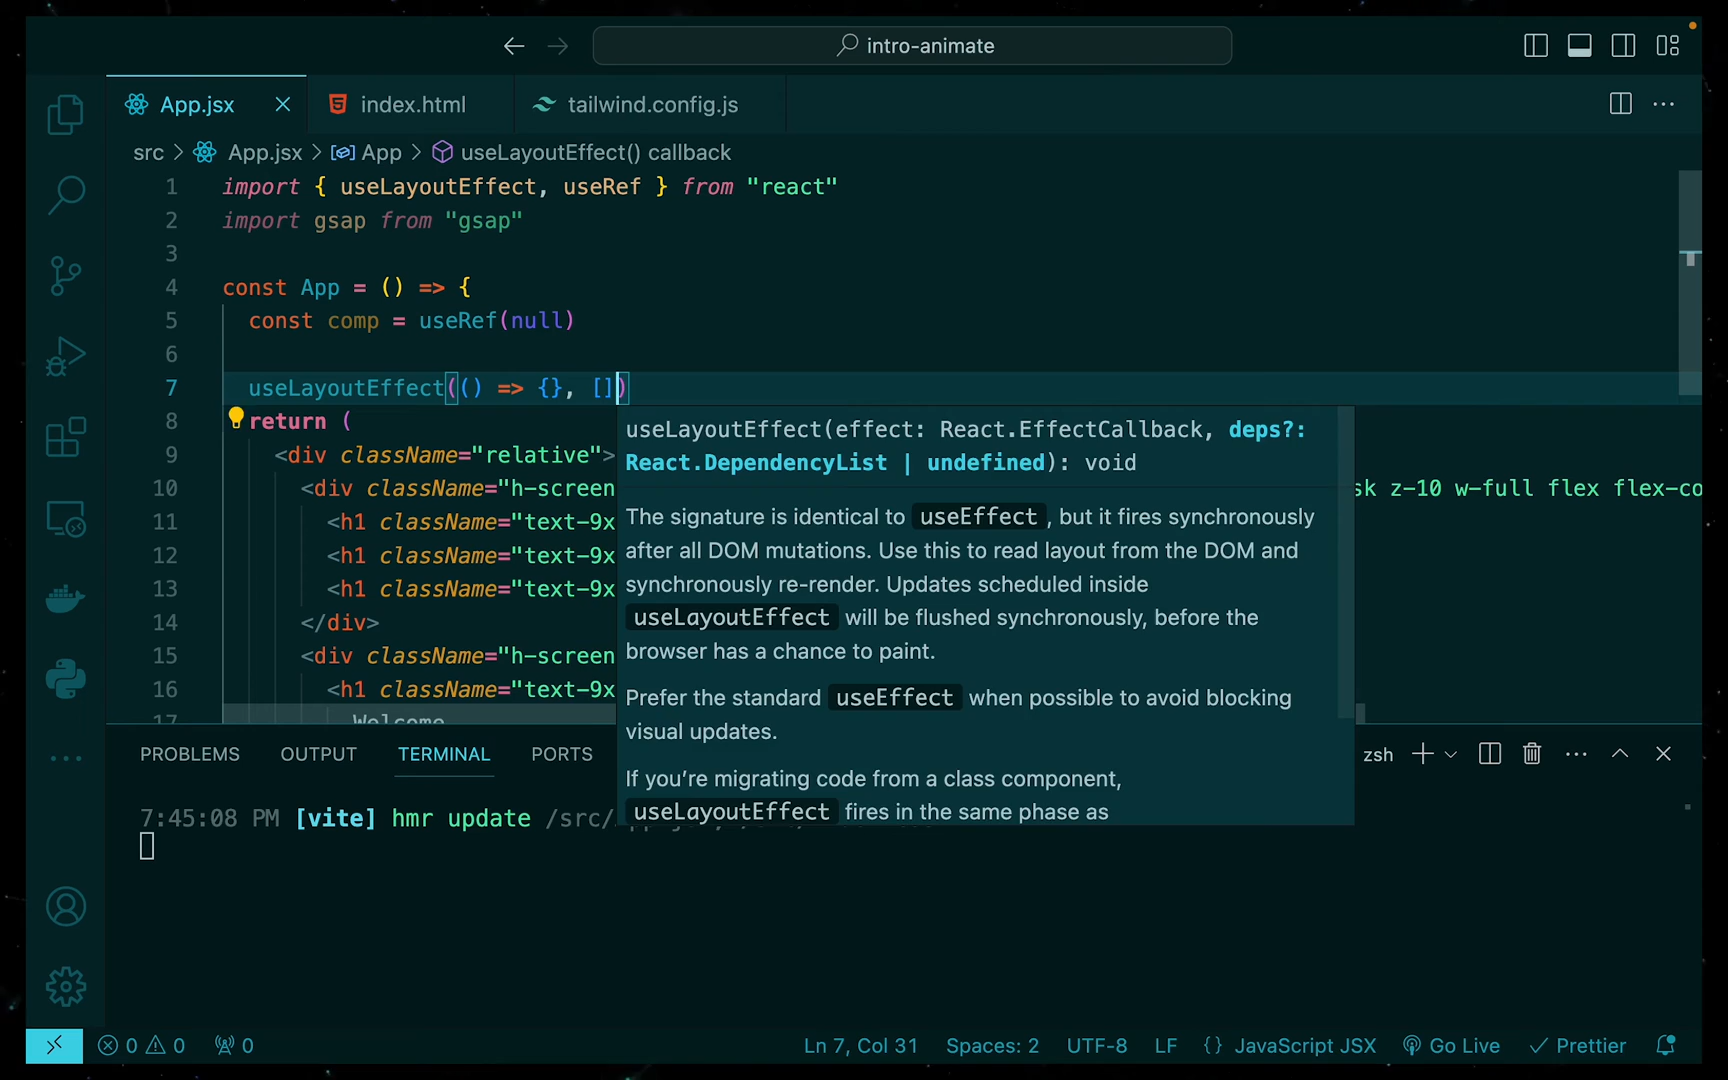 intro-animate
App.jsx
index.html
tailwind.config.js
src > App.jsx > App > useLayoutEffect() callback
1 import { useLayoutEffect, useRef } from "react"
2 import gsap from "gsap"
3
4 const App = () => {
5 const comp = useRef(null)
6
7 useLayoutEffect(() => {}, [])
8 return (
9 <div className="relative">
10 <div className="h-screen
sk z-10 w-full flex flex-co
11 <h1 className="text-9x
12 <h1 className="text-9x
13 <h1 className="text-9x
14 </div>
15 <div className="h-screen
16 <h1 className="text-9x
17 Welcome
useLayoutEffect(effect: React.EffectCallback, deps?:
React.DependencyList | undefined): void
The signature is identical to useEffect, but it fires synchronously
after all DOM mutations. Use this to read layout from the DOM and
synchronously re-render. Updates scheduled inside
useLayoutEffect will be flushed synchronously, before the
browser has a chance to paint.
Prefer the standard useEffect when possible to avoid blocking
visual updates.
If you’re migrating code from a class component,
useLayoutEffect fires in the same phase as
PROBLEMS OUTPUT TERMINAL PORTS
zsh
7:45:08 PM [vite] hmr update /src/
0 0 0
Ln 7, Col 31 Spaces: 2 UTF-8 LF {} JavaScript JSX Go Live Prettier